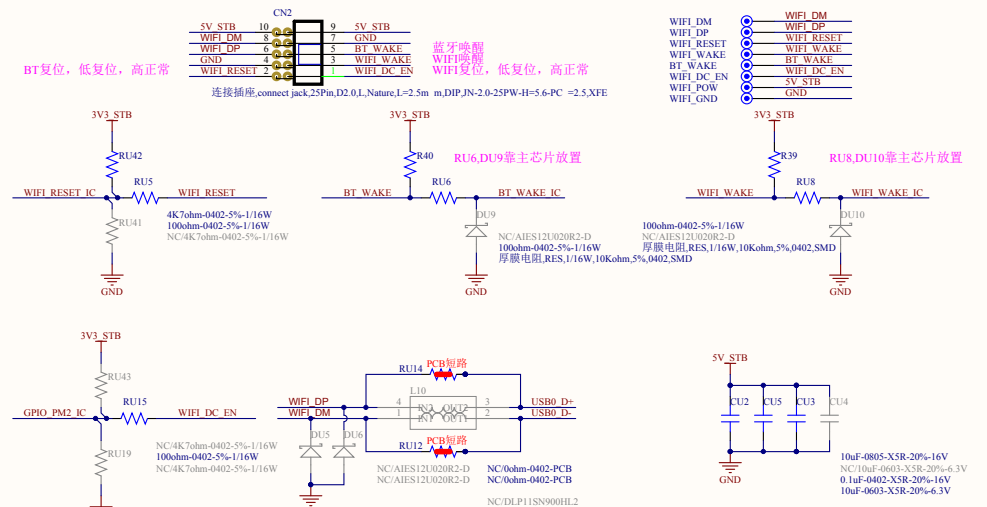 CN2
5V_STB 10 9 5V_STB
WIFI_DM 8 7 GND
WIFI_DP 6 5 BT_WAKE 蓝牙唤醒
GND 4 3 WIFI_WAKE WIFI唤醒
BT复位，低复位，高正常 WIFI_RESET 2 1 WIFI_DC_EN WIFI复位，低复位，高正常
连接插座,connect jack,25Pin,D2.0,L,Nature,L=2.5m m,DIP,JN-2.0-25PW-H=5.6-PC =2.5,XFE
WIFI_DM WIFI_DM
WIFI_DP WIFI_DP
WIFI_RESET WIFI_RESET
WIFI_WAKE WIFI_WAKE
BT_WAKE BT_WAKE
WIFI_DC_EN WIFI_DC_EN
WIFI_POW 5V_STB
WIFI_GND GND
3V3_STB
RU42
RU5
WIFI_RESET_IC WIFI_RESET
RU41
4K7ohm-0402-5%-1/16W
100ohm-0402-5%-1/16W
NC/4K7ohm-0402-5%-1/16W
GND
3V3_STB
R40
RU6,DU9靠主芯片放置
RU6
BT_WAKE BT_WAKE_IC
DU9
NC/AIES12U020R2-D
100ohm-0402-5%-1/16W
厚膜电阻,RES,1/16W,10Kohm,5%,0402,SMD
GND
3V3_STB
R39
RU8,DU10靠主芯片放置
RU8
WIFI_WAKE WIFI_WAKE_IC
DU10
100ohm-0402-5%-1/16W
NC/AIES12U020R2-D
厚膜电阻,RES,1/16W,10Kohm,5%,0402,SMD
GND
3V3_STB
RU43
RU15
GPIO_PM2_IC WIFI_DC_EN
RU19
NC/4K7ohm-0402-5%-1/16W
100ohm-0402-5%-1/16W
NC/4K7ohm-0402-5%-1/16W
PCB短路
RU14
L10
WIFI_DP 4 IN2 OUT2 3 USB0_D+
WIFI_DM 1 IN1 OUT1 2 USB0_D-
DU5 DU6
PCB短路
RU12
NC/AIES12U020R2-D NC/0ohm-0402-PCB
NC/AIES12U020R2-D NC/0ohm-0402-PCB
NC/DLP11SN900HL2
GND
5V_STB
CU2 CU5 CU3 CU4
GND
10uF-0805-X5R-20%-16V
NC/10uF-0603-X5R-20%-6.3V
0.1uF-0402-X5R-20%-16V
10uF-0603-X5R-20%-6.3V